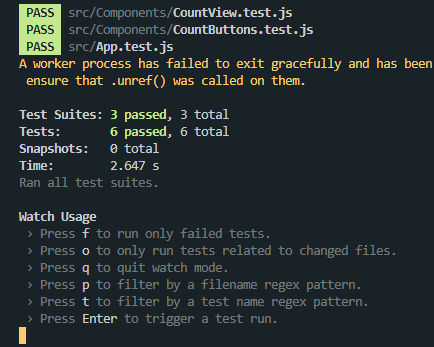 PASS src/Components/CountView.test.js
PASS src/Components/CountButtons.test.js
PASS src/App.test.js
A worker process has failed to exit gracefully and has been
ensure that .unref() was called on them.
Test Suites: 3 passed, 3 total
Tests: 6 passed, 6 total
Snapshots: 0 total
Time: 2.647 s
Ran all test suites.
Watch Usage
› Press f to run only failed tests.
› Press o to only run tests related to changed files.
› Press q to quit watch mode.
› Press p to filter by a filename regex pattern.
› Press t to filter by a test name regex pattern.
› Press Enter to trigger a test run.